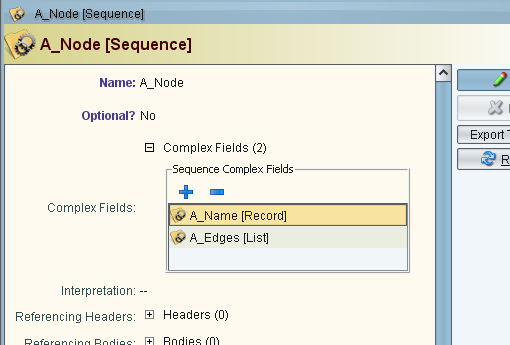 A_Node [Sequence]
A_Node [Sequence]
Name: A_Node
Optional? No
Complex Fields (2)
Sequence Complex Fields
Complex Fields:
A_Name [Record]
A_Edges [List]
Interpretation: --
Referencing Headers: Headers (0)
Referencing Bodies: Bodies (0)
Export
R